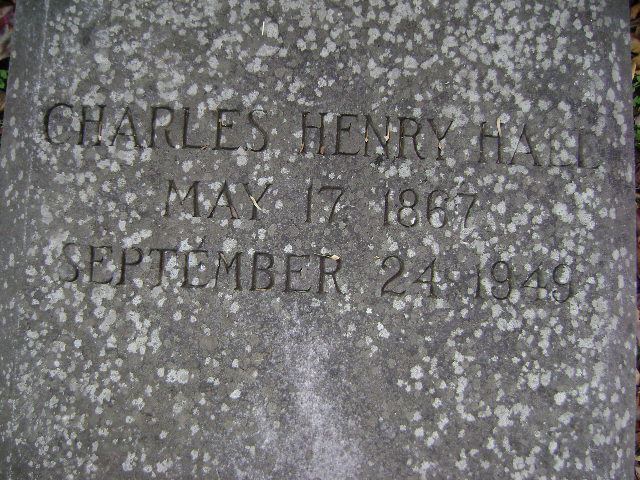 CHARLES HENRY HALL
MAY 17 1867
SEPTEMBER 24 1949